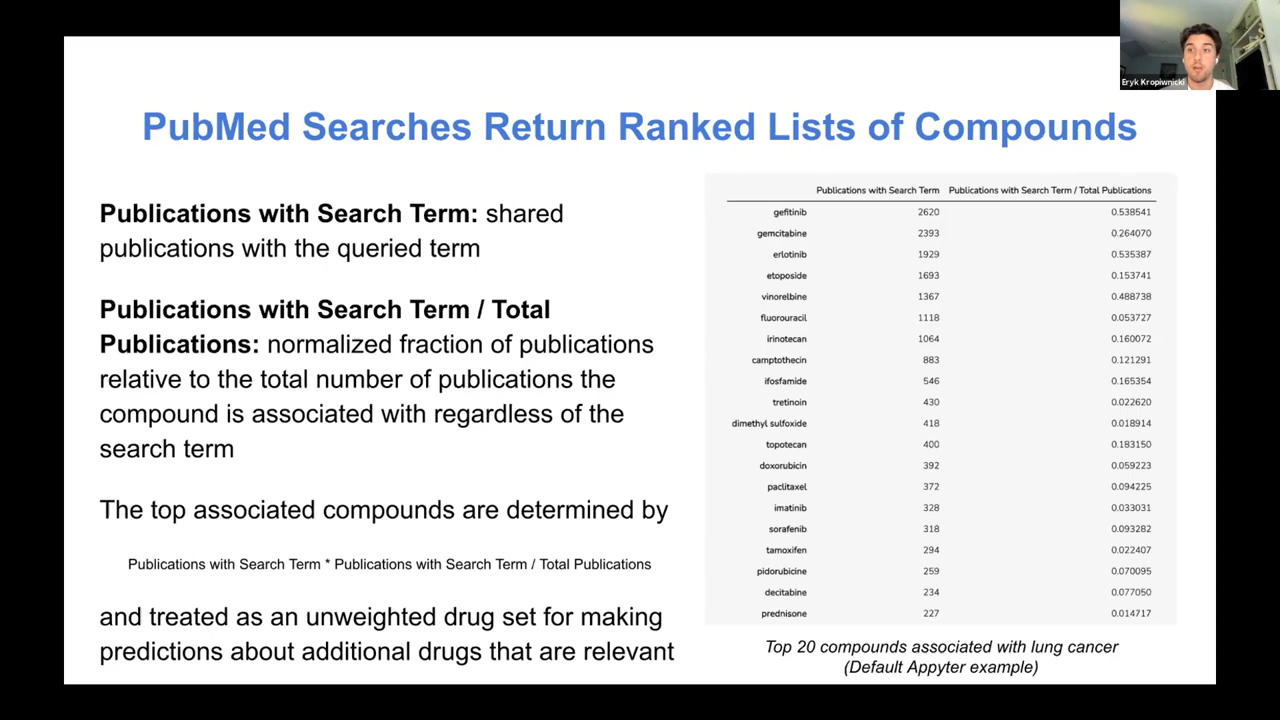 Eryk Kropiwnicki
PubMed Searches Return Ranked Lists of Compounds
Publications with Search Term: shared
publications with the queried term
Publications with Search Term / Total
Publications: normalized fraction of publications
relative to the total number of publications the
compound is associated with regardless of the
search term
The top associated compounds are determined by
Publications with Search Term * Publications with Search Term / Total Publications
and treated as an unweighted drug set for making
predictions about additional drugs that are relevant
Publications with Search Term Publications with Search Term / Total Publications
gefitinib 2620 0.538541
gemcitabine 2393 0.264070
erlotinib 1929 0.535387
etoposide 1693 0.153741
vinorelbine 1367 0.488738
fluorouracil 1118 0.053727
irinotecan 1064 0.160072
camptothecin 883 0.121291
ifosfamide 546 0.165354
tretinoin 430 0.022620
dimethyl sulfoxide 418 0.018914
topotecan 400 0.183150
doxorubicin 392 0.059223
paclitaxel 372 0.094225
imatinib 328 0.033031
sorafenib 318 0.093282
tamoxifen 294 0.022407
pidorubicine 259 0.070095
decitabine 234 0.077050
prednisone 227 0.014717
Top 20 compounds associated with lung cancer
(Default Appyter example)